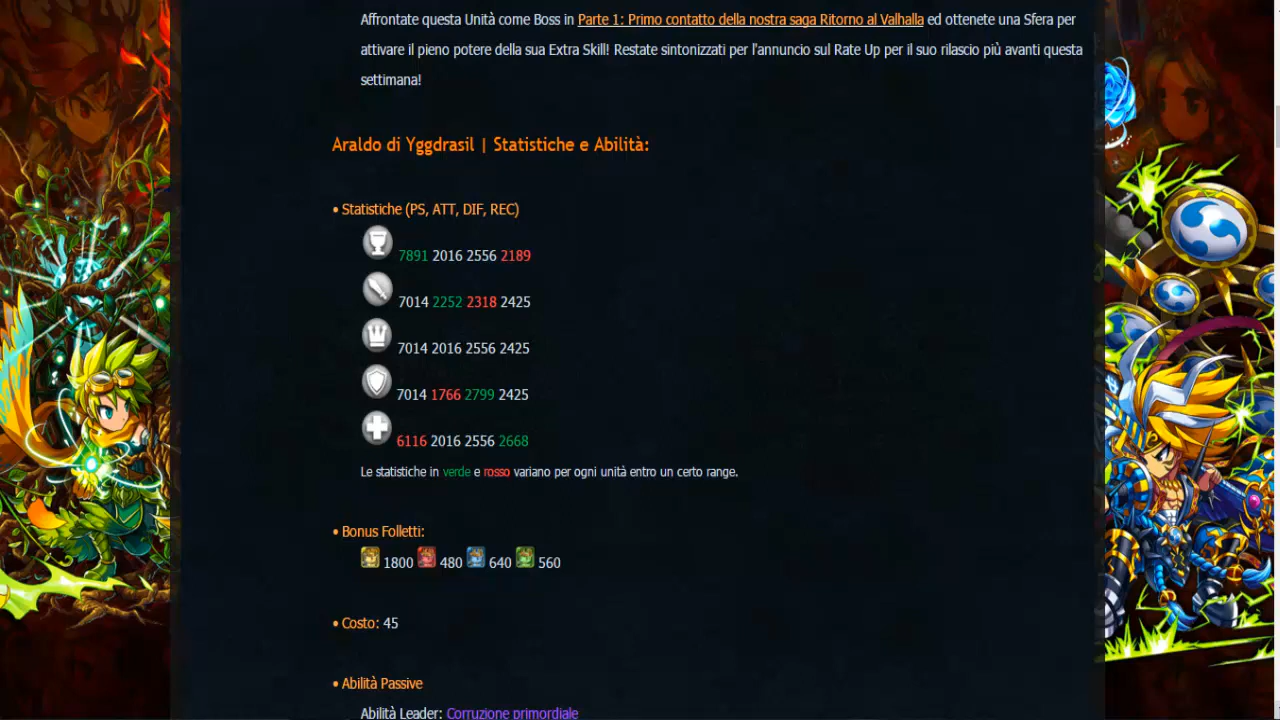 Affrontate questa Unità come Boss in Parte 1: Primo contatto della nostra saga Ritorno al Valhalla ed ottenete una Sfera per
attivare il pieno potere della sua Extra Skill! Restate sintonizzati per l'annuncio sul Rate Up per il suo rilascio più avanti questa
settimana!
Araldo di Yggdrasil | Statistiche e Abilità:
• Statistiche (PS, ATT, DIF, REC)
7891 2016 2556 2189
7014 2252 2318 2425
7014 2016 2556 2425
7014 1766 2799 2425
6116 2016 2556 2668
Le statistiche in verde e rosso variano per ogni unità entro un certo range.
• Bonus Folletti:
1800 480 640 560
• Costo: 45
• Abilità Passive
Abilità Leader: Corruzione primordiale